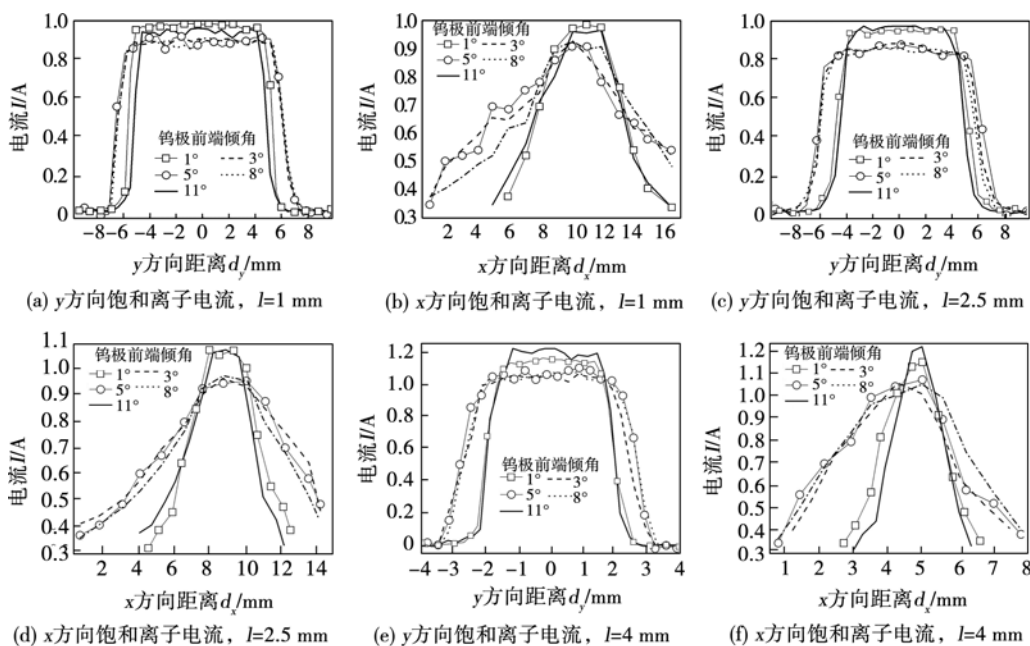 1.0
0.8
0.6
0.4
0.2
0
电流I/A
钨极前端倾角
1° 3°
5° 8°
11°
−8 −6 −4 −2 0 2 4 6 8
y方向距离dy/mm
(a) y方向饱和离子电流，l=1 mm
1.0
0.9
0.8
0.7
0.6
0.5
0.4
0.3
电流I/A
钨极前端倾角
1° 3°
5° 8°
11°
2 4 6 8 10 12 14 16
x方向距离dx/mm
(b) x方向饱和离子电流，l=1 mm
1.0
0.8
0.6
0.4
0.2
0
电流I/A
钨极前端倾角
1° 3°
5° 8°
11°
−8 −6 −4 −2 0 2 4 6 8
y方向距离dy/mm
(c) y方向饱和离子电流，l=2.5 mm
1.1
1.0
0.9
0.8
0.7
0.6
0.5
0.4
0.3
电流I/A
钨极前端倾角
1° 3°
5° 8°
11°
2 4 6 8 10 12 14
x方向距离dx/mm
(d) x方向饱和离子电流，l=2.5 mm
1.2
1.0
0.8
0.6
0.4
0.2
0
电流I/A
钨极前端倾角
1° 3°
5° 8°
11°
−4 −3 −2 −1 0 1 2 3 4
y方向距离dy/mm
(e) y方向饱和离子电流，l=4 mm
1.2
1.1
1.0
0.9
0.8
0.7
0.6
0.5
0.4
0.3
电流I/A
钨极前端倾角
1° 3°
5° 8°
11°
1 2 3 4 5 6 7 8
x方向距离dx/mm
(f) x方向饱和离子电流，l=4 mm